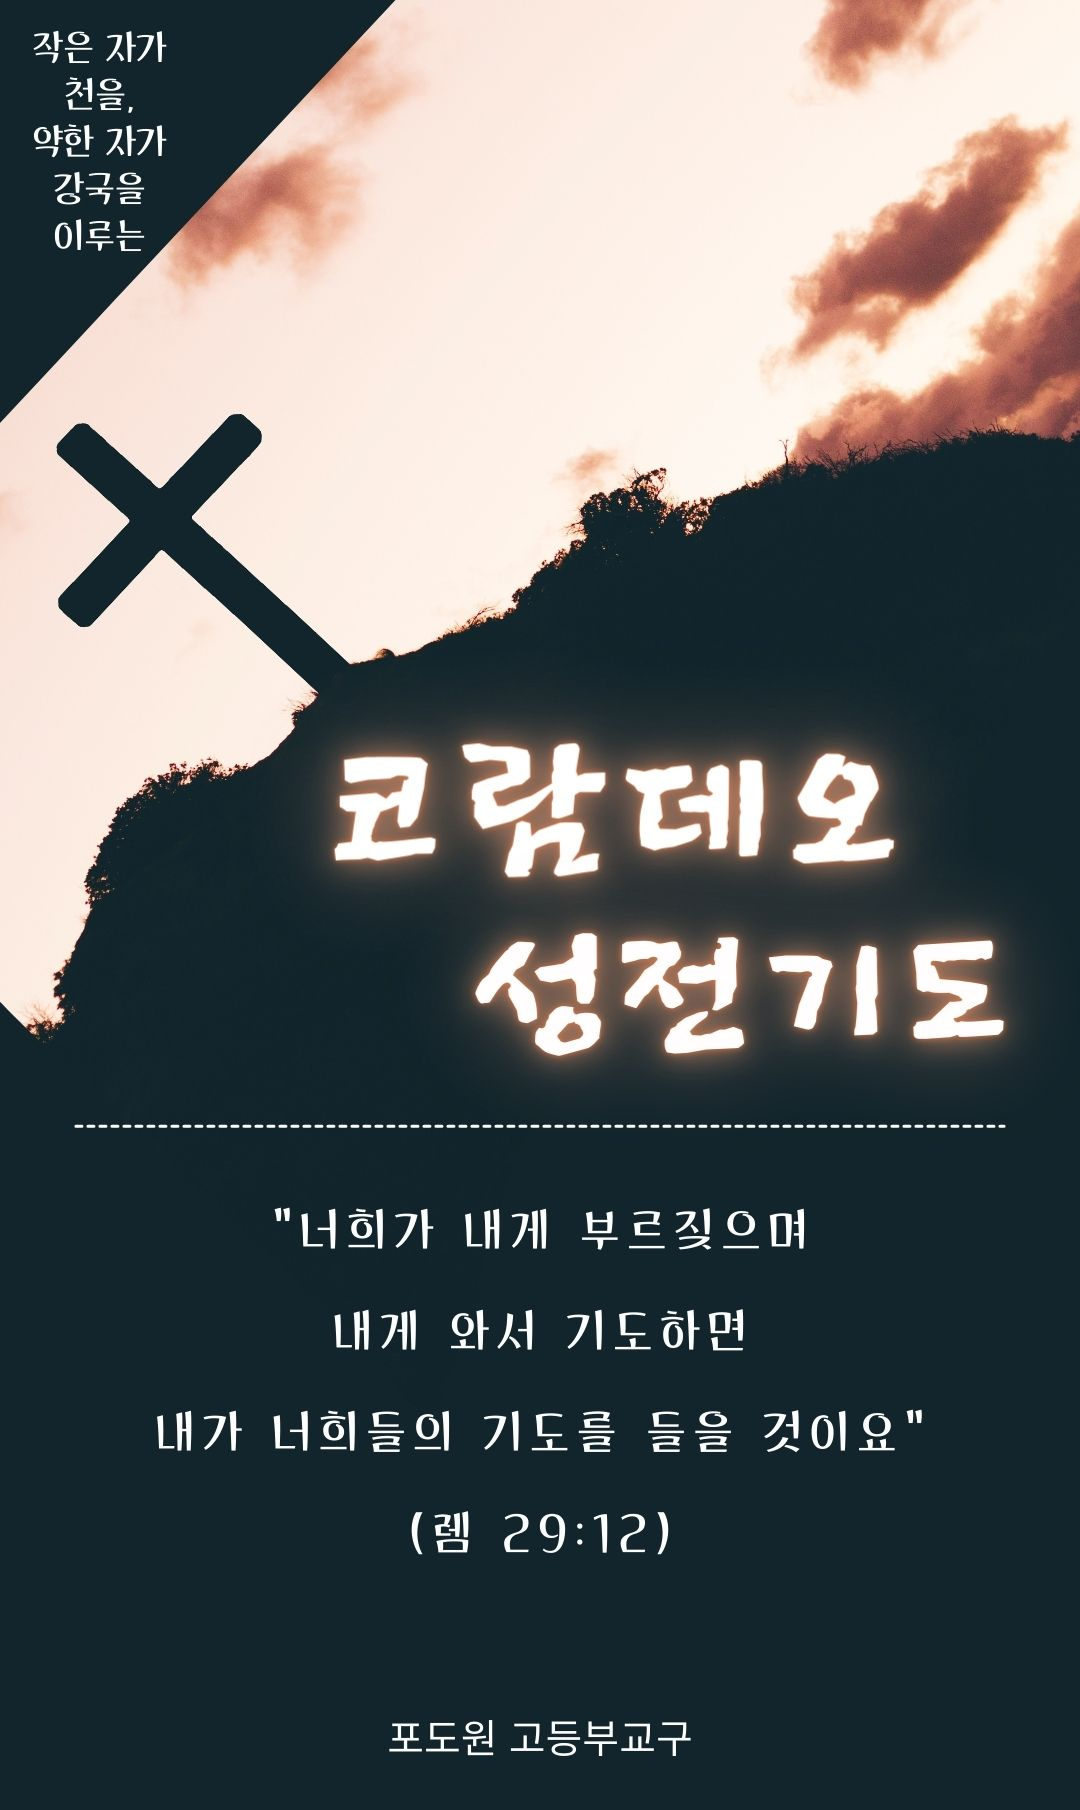 작은 자가
천을,
약한 자가
강국을
이루는
코람데오
성전기도
"너희가 내게 부르짖으며
내게 와서 기도하면
내가 너희들의 기도를 들을 것이요"
(렘 29:12)
포도원 고등부교구